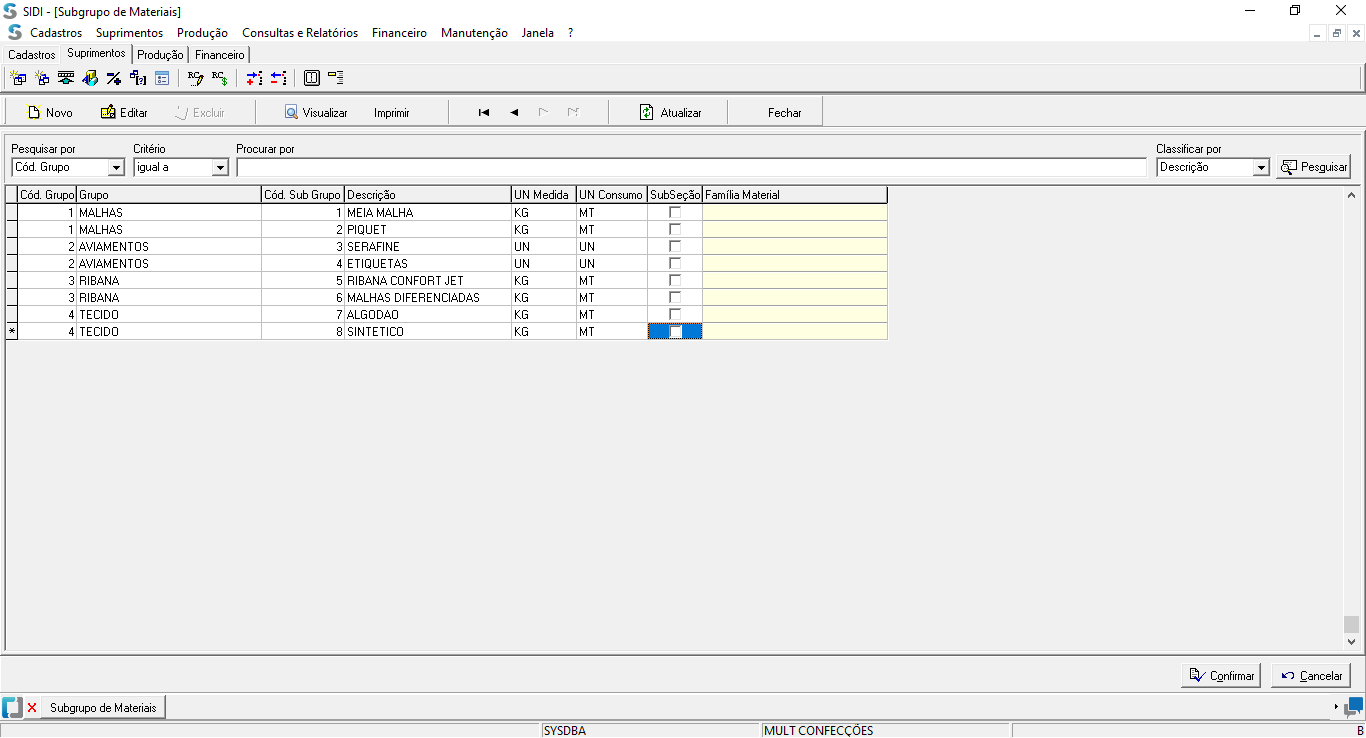 SIDI - [Subgrupo de Materiais]
Cadastros Suprimentos Produção Consultas e Relatórios Financeiro Manutenção Janela ?
Cadastros Suprimentos Produção Financeiro
Novo Editar Excluir Visualizar Imprimir Atualizar Fechar
Pesquisar por Critério Procurar por Classificar por
Cód. Grupo igual a Descrição Pesquisar
Cód. Grupo Grupo Cód. Sub Grupo Descrição UN Medida UN Consumo SubSeção Família Material
1 MALHAS 1 MEIA MALHA KG MT
1 MALHAS 2 PIQUET KG MT
2 AVIAMENTOS 3 SERAFINE UN UN
2 AVIAMENTOS 4 ETIQUETAS UN UN
3 RIBANA 5 RIBANA CONFORT JET KG MT
3 RIBANA 6 MALHAS DIFERENCIADAS KG MT
4 TECIDO 7 ALGODAO KG MT
* 4 TECIDO 8 SINTETICO KG MT
Confirmar Cancelar
Subgrupo de Materiais
SYSDBA MULT CONFECÇÕES B